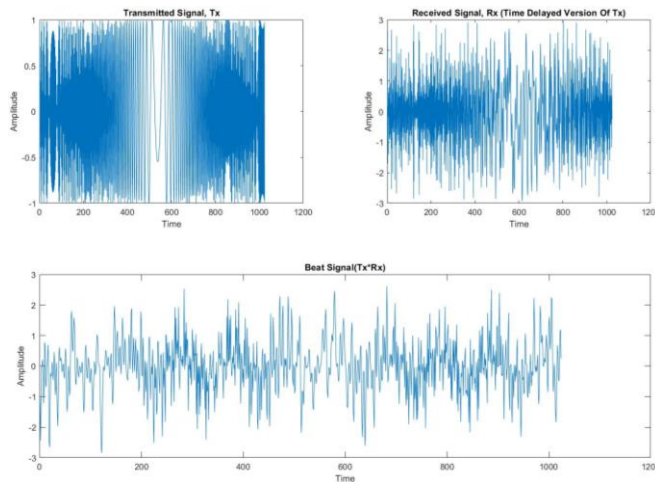 Transmitted Signal, Tx
1
0.5
0
-0.5
-1
Amplitude
0 200 400 600 800 1000 1200
Time
Received Signal, Rx (Time Delayed Version Of Tx)
3
2
1
0
-1
-2
-3
Amplitude
0 200 400 600 800 1000 1200
Time
Beat Signal(Tx*Rx)
3
2
1
0
-1
-2
-3
Amplitude
0 200 400 600 800 1000 1200
Time